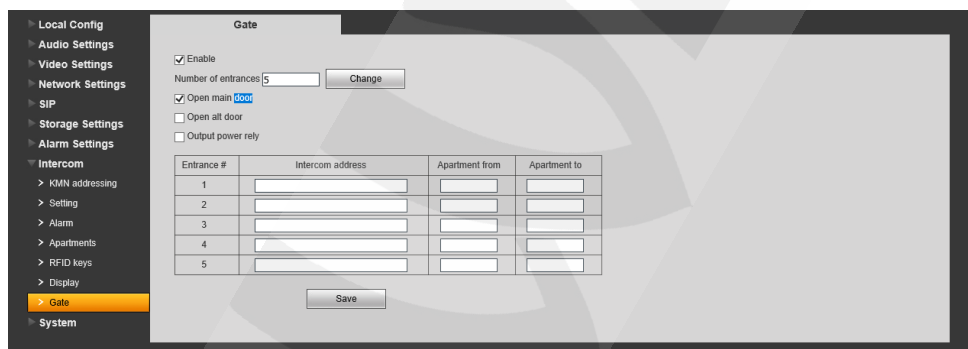 Local Config
Audio Settings
Video Settings
Network Settings
SIP
Storage Settings
Alarm Settings
Intercom
> KMN addressing
> Setting
> Alarm
> Apartments
> RFID keys
> Display
> Gate
System
Gate
Enable
Number of entrances 5 Change
Open main door
Open alt door
Output power rely
Entrance # Intercom address Apartment from Apartment to
1
2
3
4
5
Save